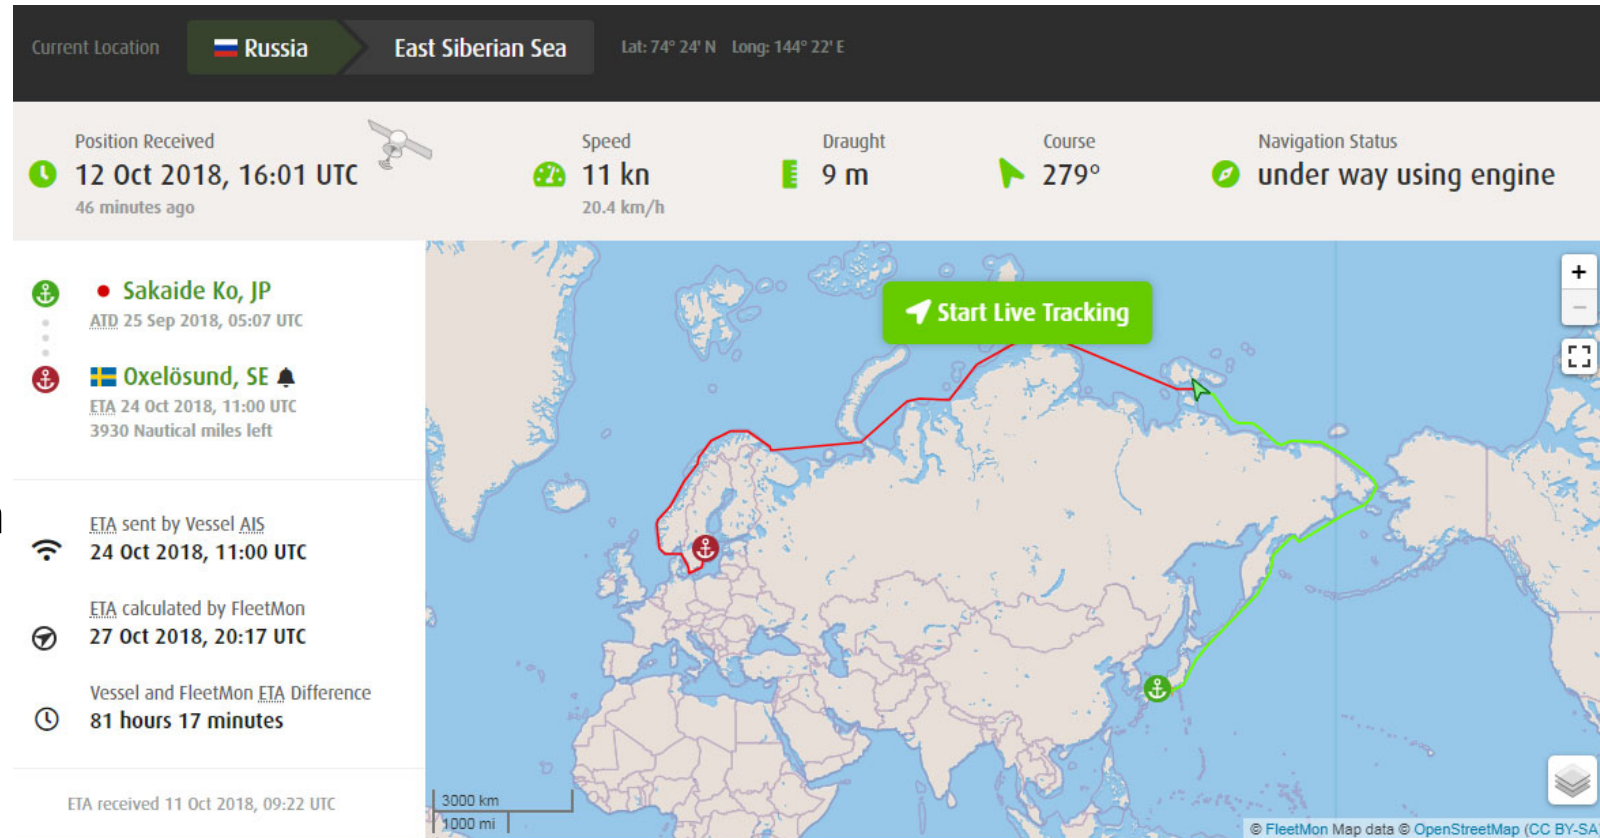 Current Location
Russia
East Siberian Sea
Lat: 74° 24' N Long: 144° 22' E
Position Received
12 Oct 2018, 16:01 UTC
46 minutes ago
Speed
11 kn
20.4 km/h
Draught
9 m
Course
279°
Navigation Status
under way using engine
Sakaide Ko, JP
ATD 25 Sep 2018, 05:07 UTC
Oxelösund, SE
ETA 24 Oct 2018, 11:00 UTC
3930 Nautical miles left
ETA sent by Vessel AIS
24 Oct 2018, 11:00 UTC
ETA calculated by FleetMon
27 Oct 2018, 20:17 UTC
Vessel and FleetMon ETA Difference
81 hours 17 minutes
ETA received 11 Oct 2018, 09:22 UTC
Start Live Tracking
+
−
3000 km
1000 mi
© FleetMon Map data © OpenStreetMap (CC BY-SA